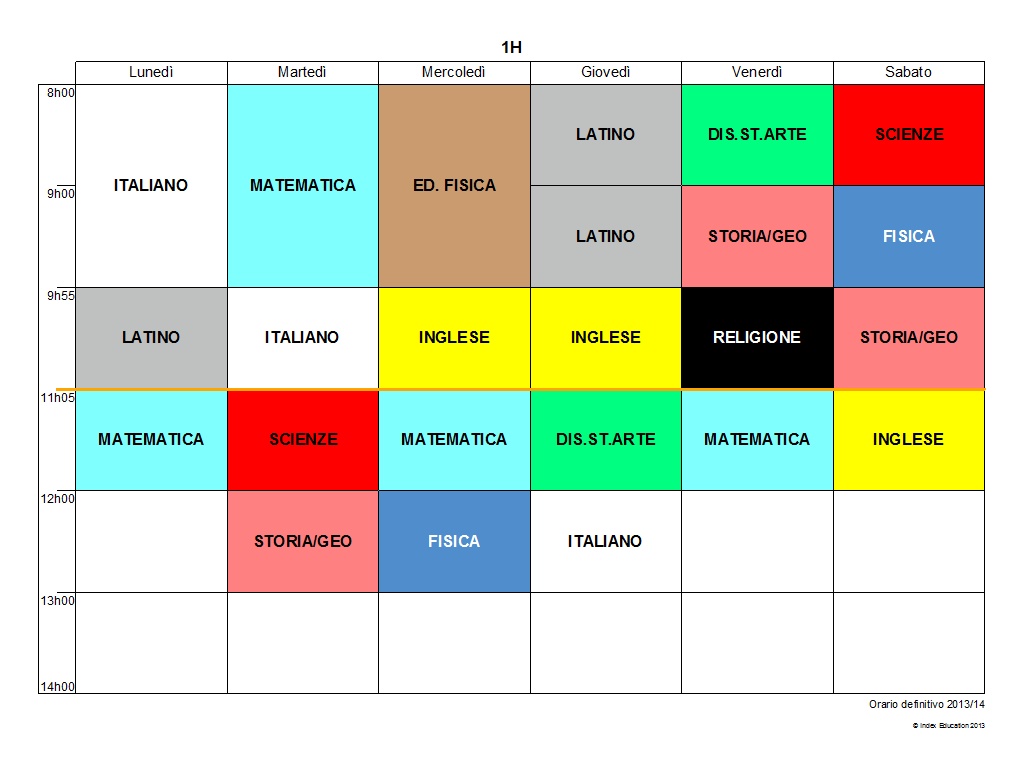 1H
Lunedì Martedì Mercoledì Giovedì Venerdì Sabato
8h00
LATINO DIS.ST.ARTE SCIENZE
ITALIANO MATEMATICA ED. FISICA
9h00
LATINO STORIA/GEO FISICA
9h55
LATINO ITALIANO INGLESE INGLESE RELIGIONE STORIA/GEO
11h05
MATEMATICA SCIENZE MATEMATICA DIS.ST.ARTE MATEMATICA INGLESE
12h00
STORIA/GEO FISICA ITALIANO
13h00
14h00
Orario definitivo 2013/14
© Index Education 2013